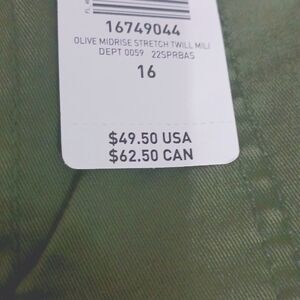 16749044
OLIVE MIDRISE STRETCH TWILL MILI
DEPT 0059 22SPRBAS
16
$49.50 USA
$62.50 CAN